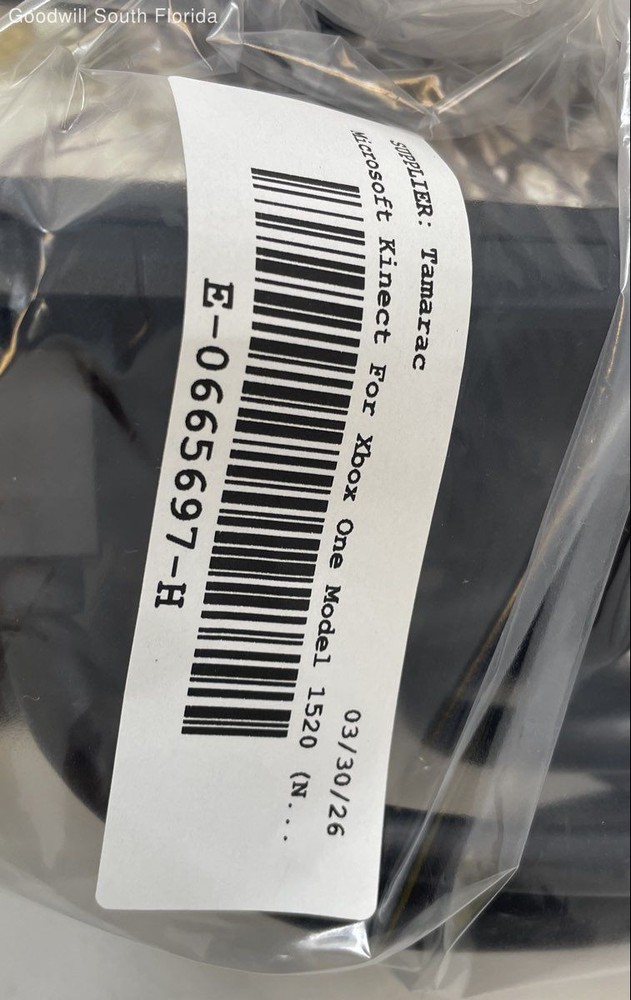 Goodwill South Florida
SUPPLIER: Tamarac
03/30/26
Microsoft Kinect For Xbox One Model 1520 (N...
E-0665697-H